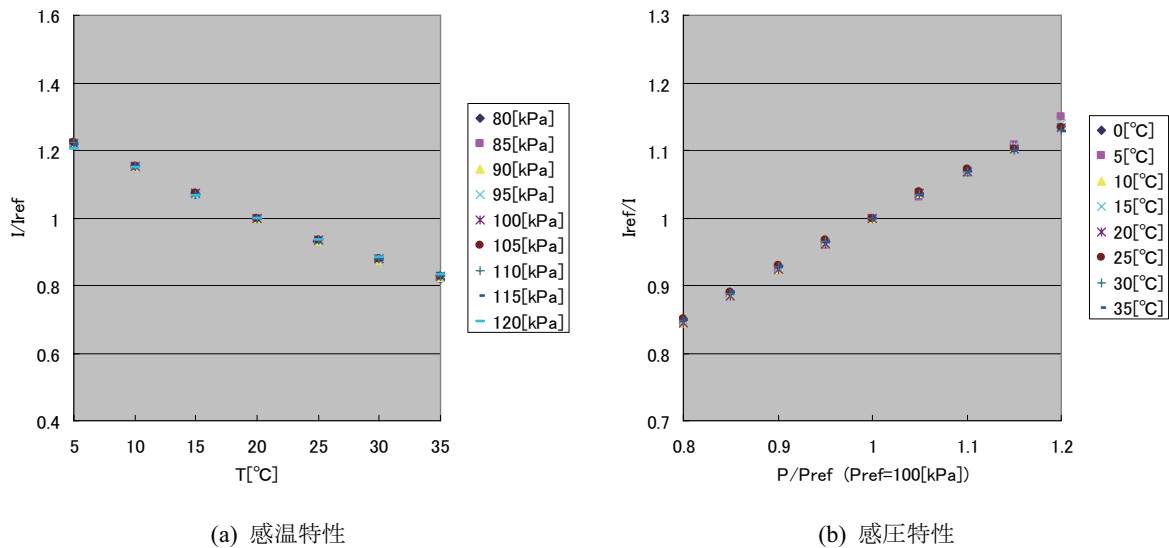 1.6
1.4
1.2
1
0.8
0.6
0.4
I/Iref
5
10
15
20
25
30
35
T[℃]
80[kPa]
85[kPa]
90[kPa]
95[kPa]
100[kPa]
105[kPa]
110[kPa]
115[kPa]
120[kPa]
(a) 感温特性
1.3
1.2
1.1
1
0.9
0.8
0.7
Iref/I
0.8
0.9
1
1.1
1.2
P/Pref (Pref=100[kPa])
0[℃]
5[℃]
10[℃]
15[℃]
20[℃]
25[℃]
30[℃]
35[℃]
(b) 感圧特性